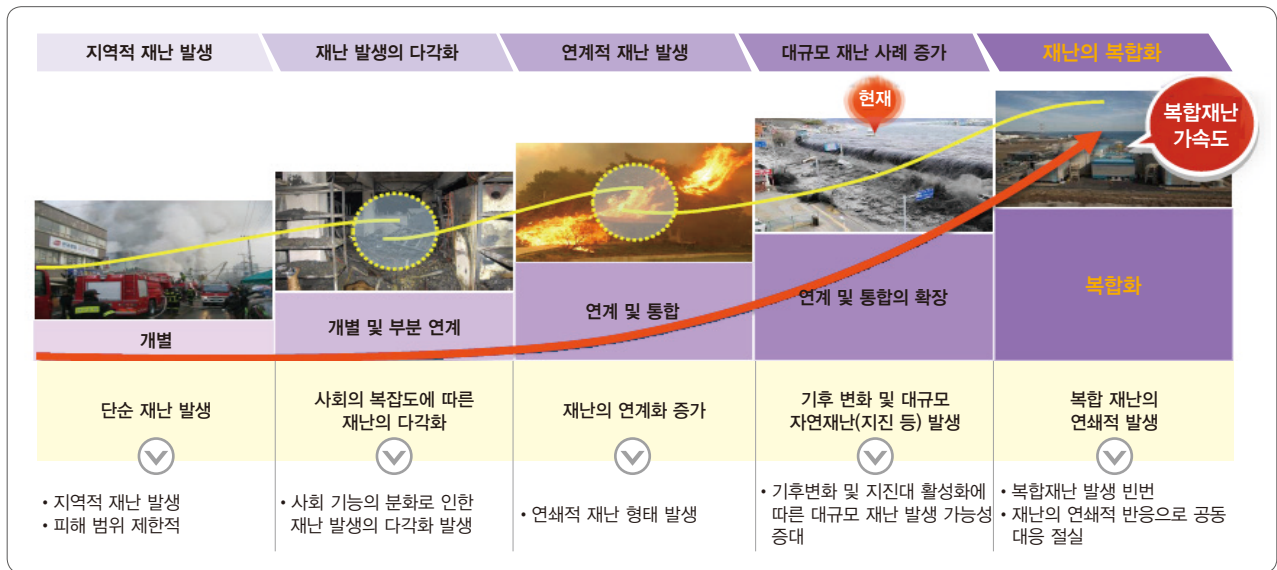 지역적 재난 발생
재난 발생의 다각화
연계적 재난 발생
대규모 재난 사례 증가
재난의 복합화
현재
복합재난
가속도
개별
개별 및 부분 연계
연계 및 통합
연계 및 통합의 확장
복합화
단순 재난 발생
사회의 복잡도에 따른
재난의 다각화
재난의 연계화 증가
기후 변화 및 대규모
자연재난(지진 등) 발생
복합 재난의
연쇄적 발생
• 지역적 재난 발생
• 피해 범위 제한적
• 사회 기능의 분화로 인한
재난 발생의 다각화 발생
• 연쇄적 재난 형태 발생
• 기후변화 및 지진대 활성화에
따른 대규모 재난 발생 가능성
증대
• 복합재난 발생 빈번
• 재난의 연쇄적 반응으로 공동
대응 절실